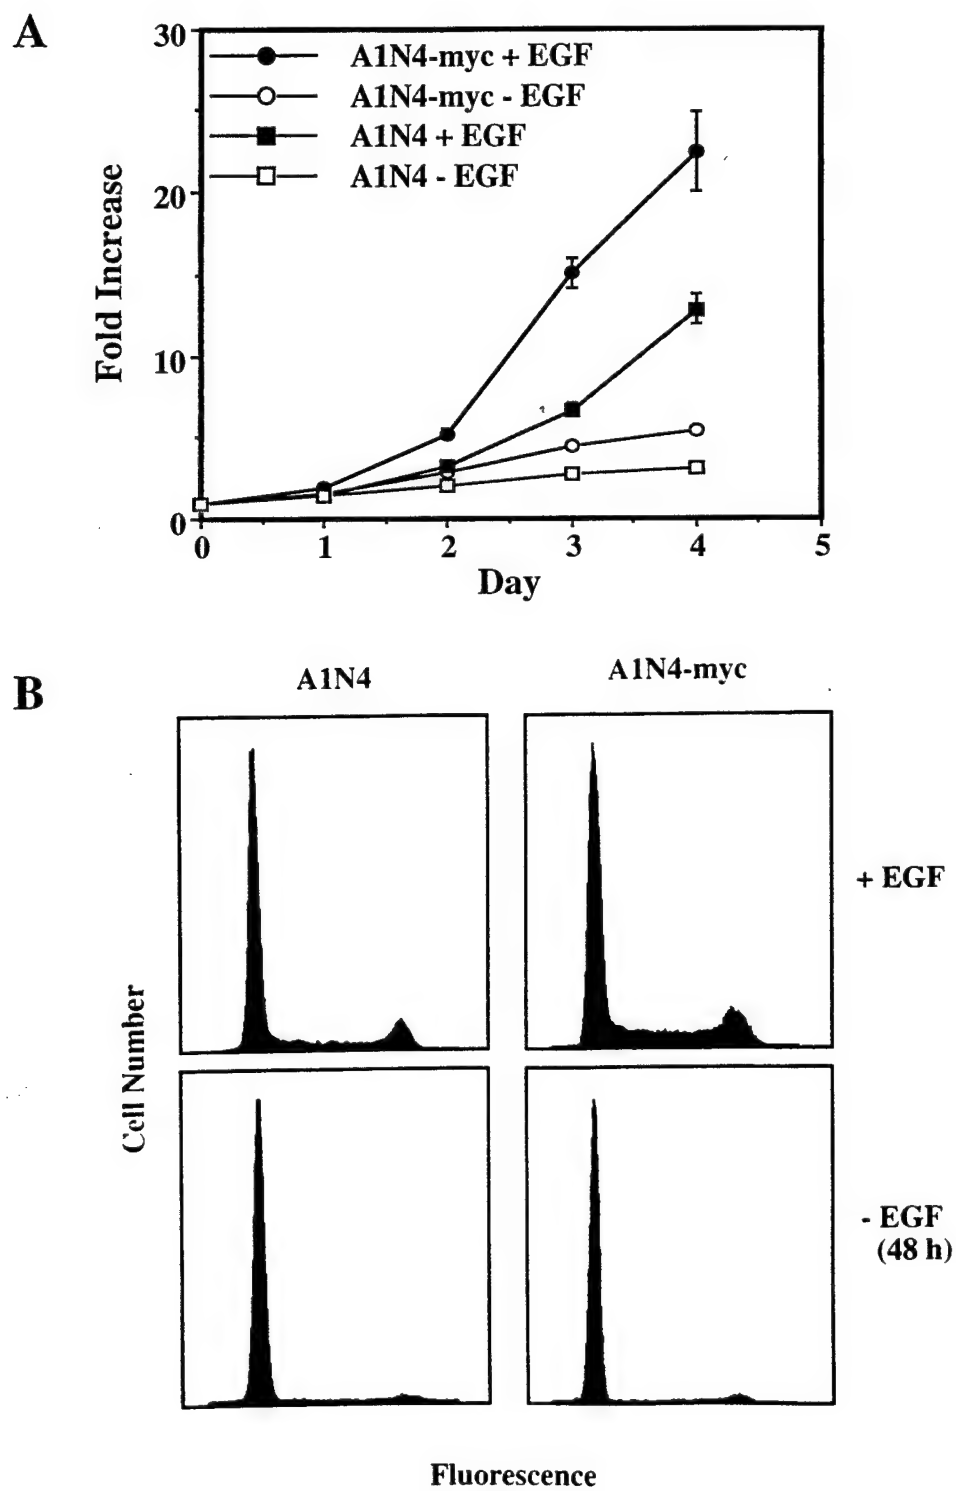 A
30
20
10
0
Fold Increase
A1N4-myc + EGF
A1N4-myc - EGF
A1N4 + EGF
A1N4 - EGF
0 1 2 3 4 5
Day
B
A1N4
A1N4-myc
+ EGF
- EGF
(48 h)
Cell Number
Fluorescence